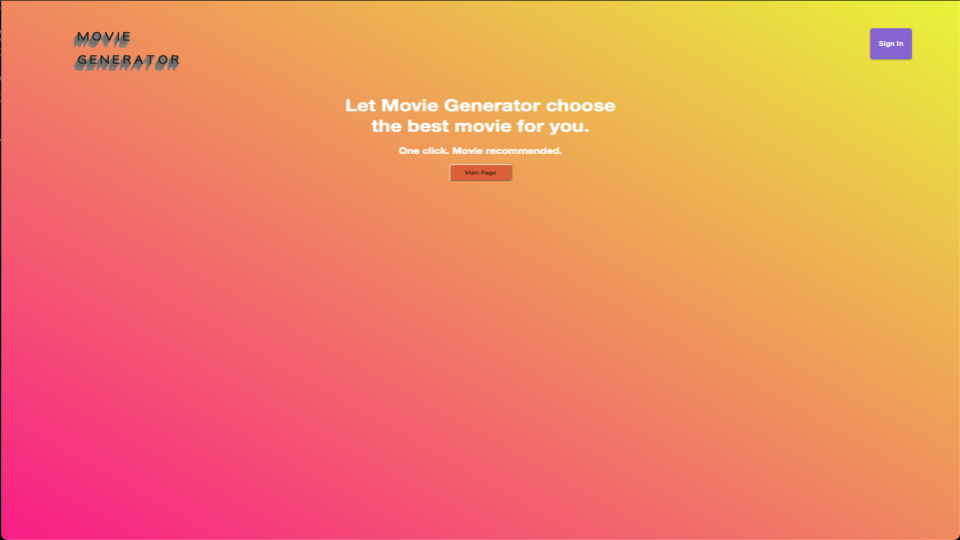 MOVIE
GENERATOR
Sign In
Let Movie Generator choose
the best movie for you.
One click. Movie recommended.
Main Page